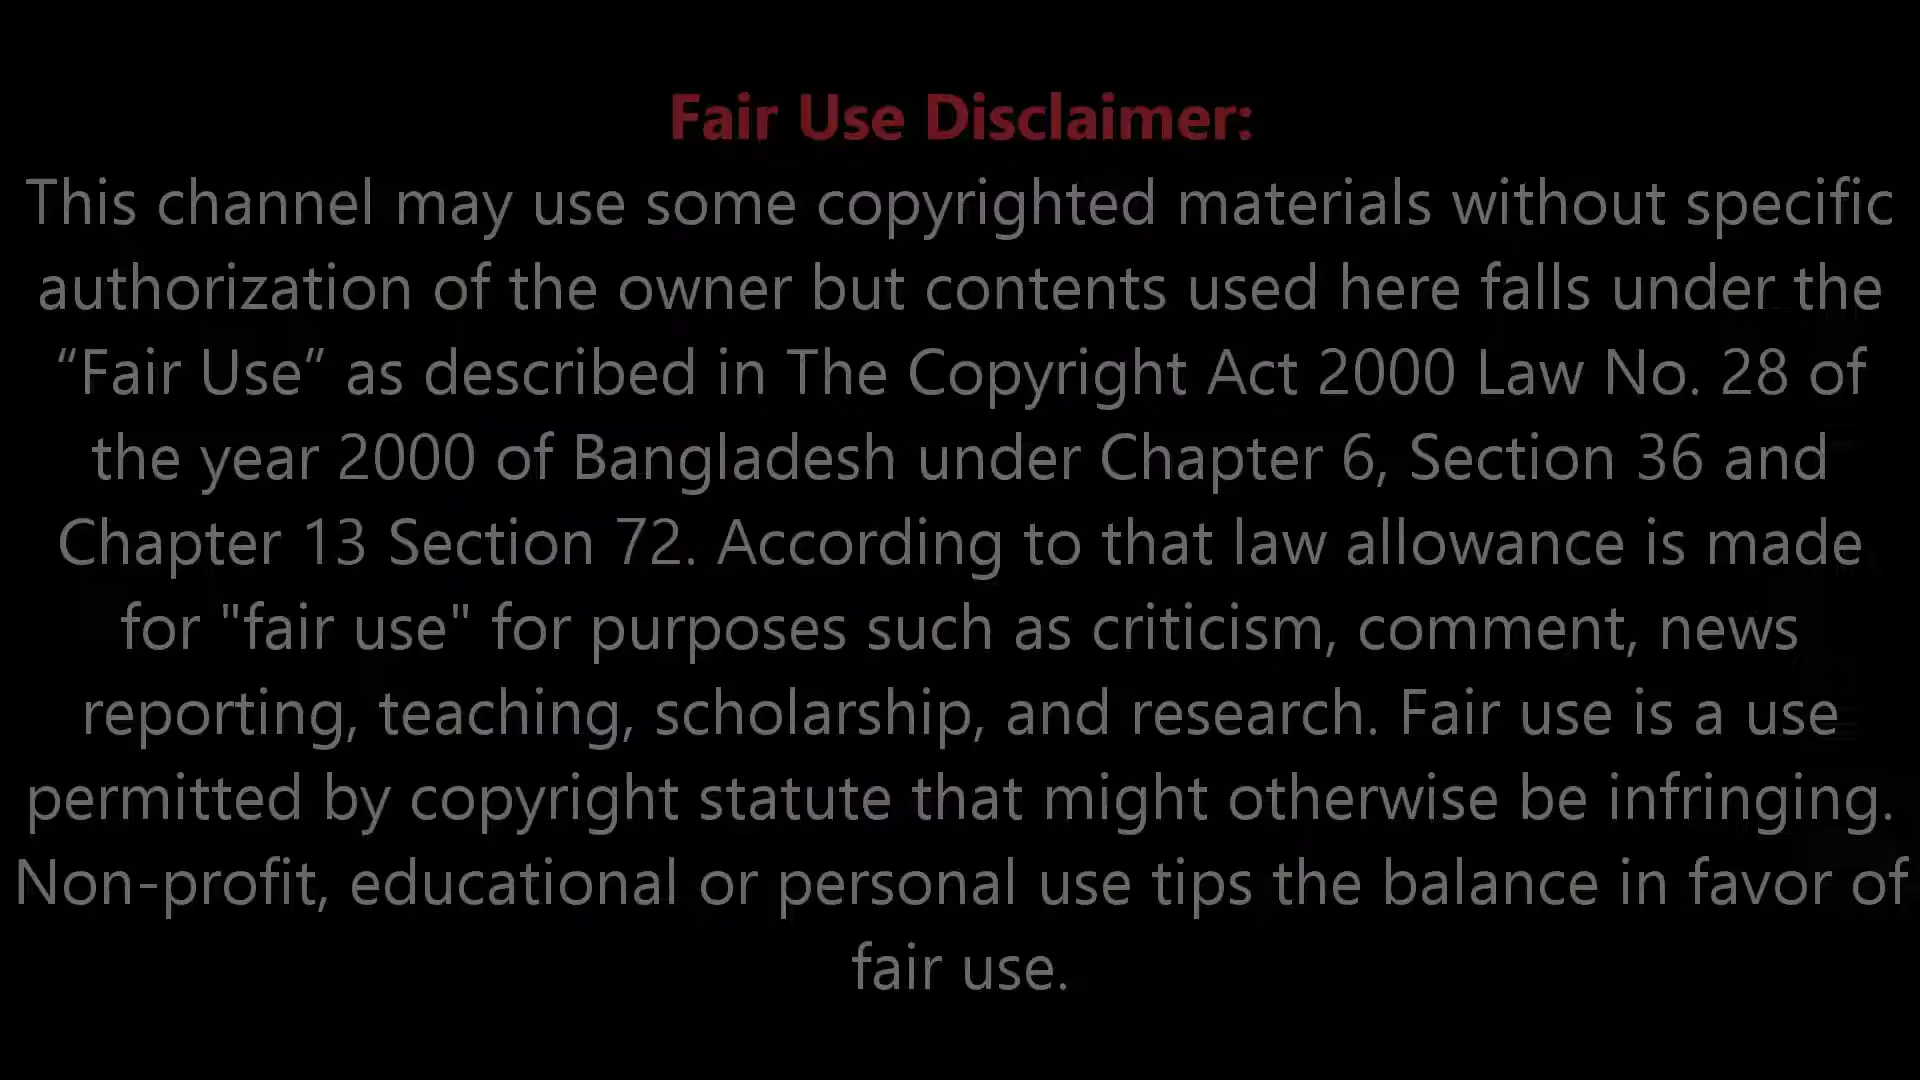 Fair Use Disclaimer:
This channel may use some copyrighted materials without specific
authorization of the owner but contents used here falls under the
“Fair Use” as described in The Copyright Act 2000 Law No. 28 of
the year 2000 of Bangladesh under Chapter 6, Section 36 and
Chapter 13 Section 72. According to that law allowance is made
for "fair use" for purposes such as criticism, comment, news
reporting, teaching, scholarship, and research. Fair use is a use
permitted by copyright statute that might otherwise be infringing.
Non-profit, educational or personal use tips the balance in favor of
fair use.